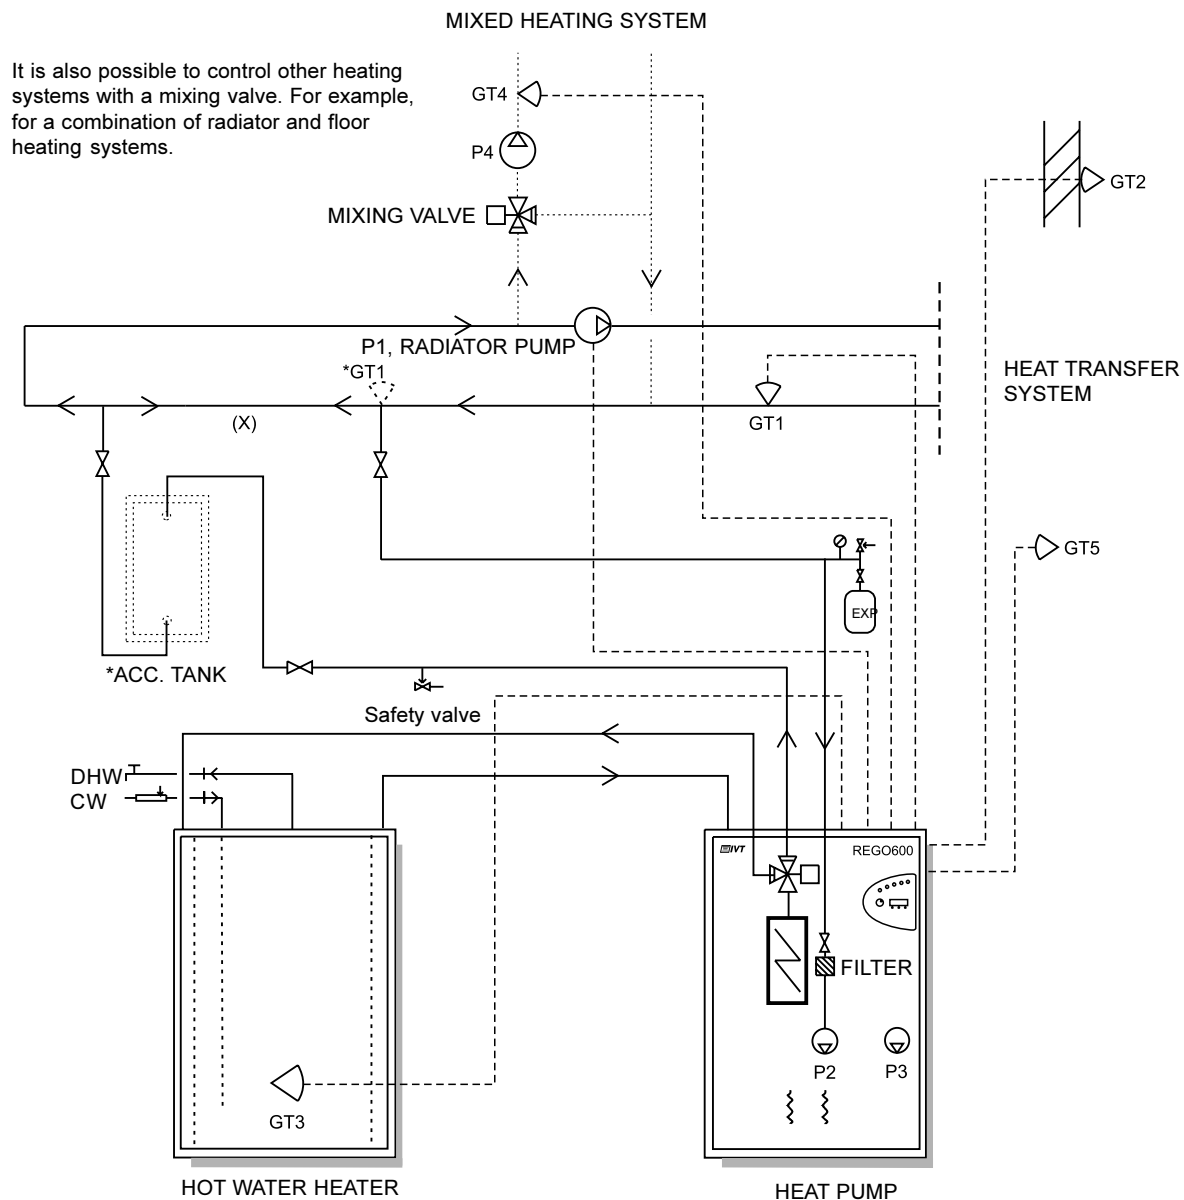 MIXED HEATING SYSTEM
It is also possible to control other heating
systems with a mixing valve. For example,
for a combination of radiator and floor
heating systems.
GT4
P4
GT2
MIXING VALVE
P1, RADIATOR PUMP
*GT1
HEAT TRANSFER
SYSTEM
(X)
GT1
GT5
EXP
*ACC. TANK
Safety valve
DHW
CW
IVT
REGO600
FILTER
P2
P3
GT3
HOT WATER HEATER
HEAT PUMP